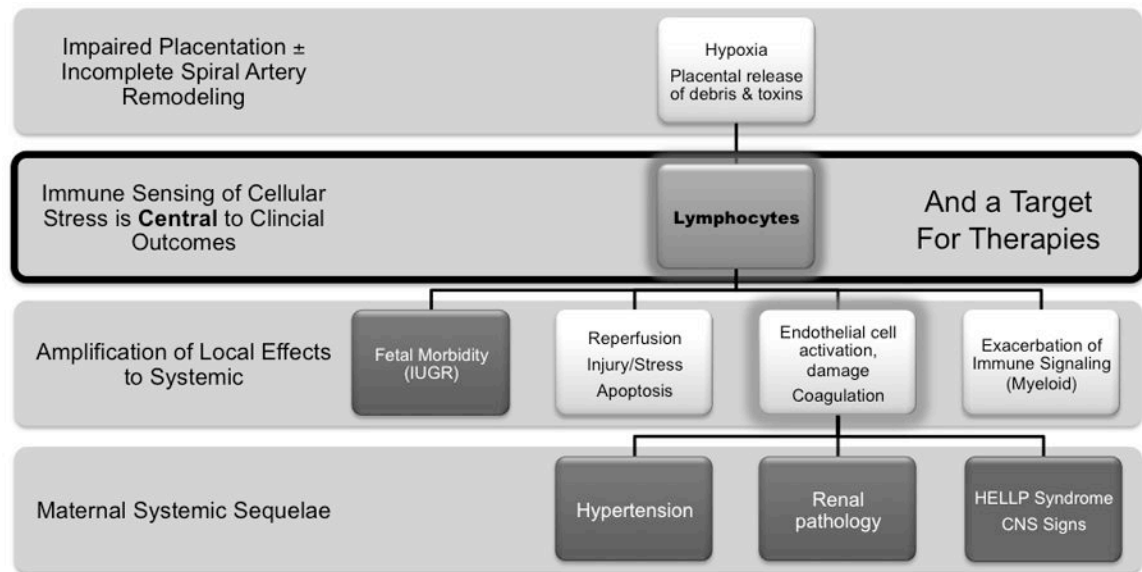 Impaired Placentation ±
Incomplete Spiral Artery
Remodeling
Hypoxia
Placental release
of debris & toxins
Immune Sensing of Cellular
Stress is Central to Clincial
Outcomes
Lymphocytes
And a Target
For Therapies
Amplification of Local Effects
to Systemic
Fetal Morbidity
(IUGR)
Reperfusion
Injury/Stress
Apoptosis
Endothelial cell
activation,
damage
Coagulation
Exacerbation of
Immune Signaling
(Myeloid)
Maternal Systemic Sequelae
Hypertension
Renal
pathology
HELLP Syndrome
CNS Signs